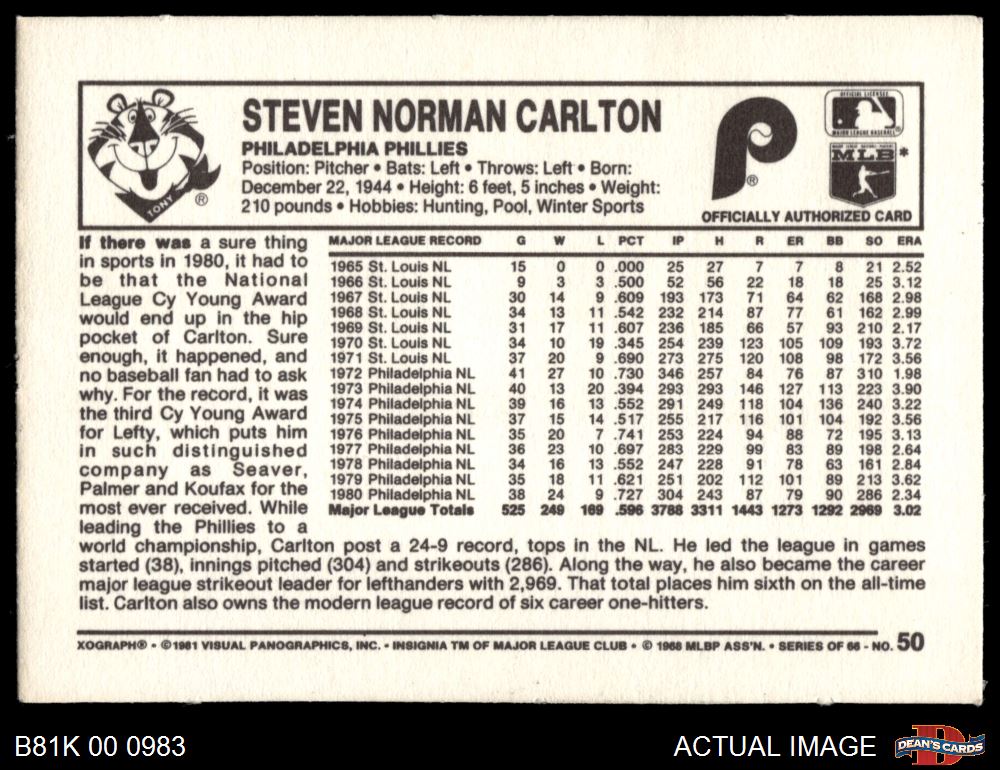 STEVEN NORMAN CARLTON
PHILADELPHIA PHILLIES
Position: Pitcher • Bats: Left • Throws: Left • Born:
December 22, 1944 • Height: 6 feet, 5 inches • Weight:
210 pounds • Hobbies: Hunting, Pool, Winter Sports
TONY
®
P
®
OFFICIAL LICENSEE
MAJOR LEAGUE BASEBALL
MLB *
OFFICIALLY AUTHORIZED CARD
If there was a sure thing
in sports in 1980, it had to
be that the National
League Cy Young Award
would end up in the hip
pocket of Carlton. Sure
enough, it happened, and
no baseball fan had to ask
why. For the record, it was
the third Cy Young Award
for Lefty, which puts him
in such distinguished
company as Seaver,
Palmer and Koufax for the
most ever received. While
leading the Phillies to a
world championship, Carlton post a 24-9 record, tops in the NL. He led the league in games
started (38), innings pitched (304) and strikeouts (286). Along the way, he also became the career
major league strikeout leader for lefthanders with 2,969. That total places him sixth on the all-time
list. Carlton also owns the modern league record of six career one-hitters.
MAJOR LEAGUE RECORD G W L PCT IP H R ER BB SO ERA
1965 St. Louis NL 15 0 0 .000 25 27 7 7 8 21 2.52
1966 St. Louis NL 9 3 3 .500 52 56 22 18 18 25 3.12
1967 St. Louis NL 30 14 9 .609 193 173 71 64 62 168 2.98
1968 St. Louis NL 34 13 11 .542 232 214 87 77 61 162 2.99
1969 St. Louis NL 31 17 11 .607 236 185 66 57 93 210 2.17
1970 St. Louis NL 34 10 19 .345 254 239 123 105 109 193 3.72
1971 St. Louis NL 37 20 9 .690 273 275 120 108 98 172 3.56
1972 Philadelphia NL 41 27 10 .730 346 257 84 76 87 310 1.98
1973 Philadelphia NL 40 13 20 .394 293 293 146 127 113 223 3.90
1974 Philadelphia NL 39 16 13 .552 291 249 118 104 136 240 3.22
1975 Philadelphia NL 37 15 14 .517 255 217 116 101 104 192 3.56
1976 Philadelphia NL 35 20 7 .741 253 224 94 88 72 195 3.13
1977 Philadelphia NL 36 23 10 .697 283 229 99 83 89 198 2.64
1978 Philadelphia NL 34 16 13 .552 247 228 91 78 63 161 2.84
1979 Philadelphia NL 35 18 11 .621 251 202 112 101 89 213 3.62
1980 Philadelphia NL 38 24 9 .727 304 243 87 79 90 286 2.34
Major League Totals 525 249 169 .596 3788 3311 1443 1273 1292 2969 3.02
XOGRAPH® • ©1981 VISUAL PANOGRAPHICS, INC. • INSIGNIA TM OF MAJOR LEAGUE CLUB • © 1968 MLBP ASS'N. • SERIES OF 66 - NO. 50
B81K 00 0983
ACTUAL IMAGE
DEAN'S CARDS